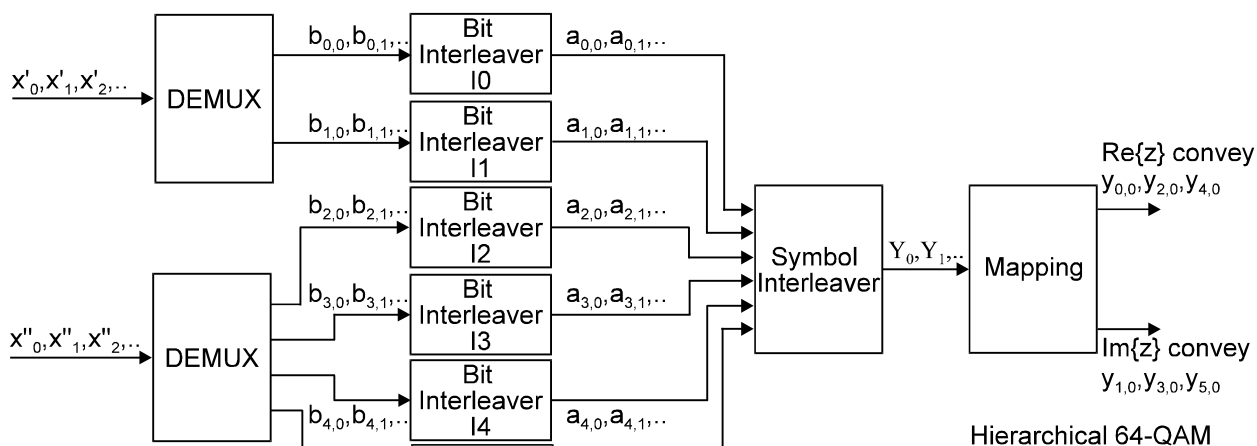 x'₀,x'₁,x'₂,..
DEMUX
b₀,₀,b₀,₁,..
Bit
Interleaver
I0
a₀,₀,a₀,₁,..
b₁,₀,b₁,₁,..
Bit
Interleaver
I1
a₁,₀,a₁,₁,..
x"₀,x"₁,x"₂,..
DEMUX
b₂,₀,b₂,₁,..
Bit
Interleaver
I2
a₂,₀,a₂,₁,..
b₃,₀,b₃,₁,..
Bit
Interleaver
I3
a₃,₀,a₃,₁,..
b₄,₀,b₄,₁,..
Bit
Interleaver
I4
a₄,₀,a₄,₁,..
Symbol
Interleaver
Y₀,Y₁,..
Mapping
Re{z} convey
y₀,₀,y₂,₀,y₄,₀
Im{z} convey
y₁,₀,y₃,₀,y₅,₀
Hierarchical 64-QAM